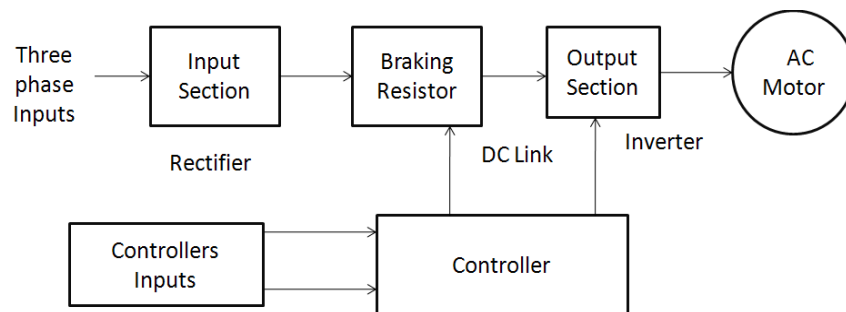 Three
phase
Inputs
Input
Section
Braking
Resistor
Output
Section
AC
Motor
Rectifier
DC Link
Inverter
Controllers
Inputs
Controller